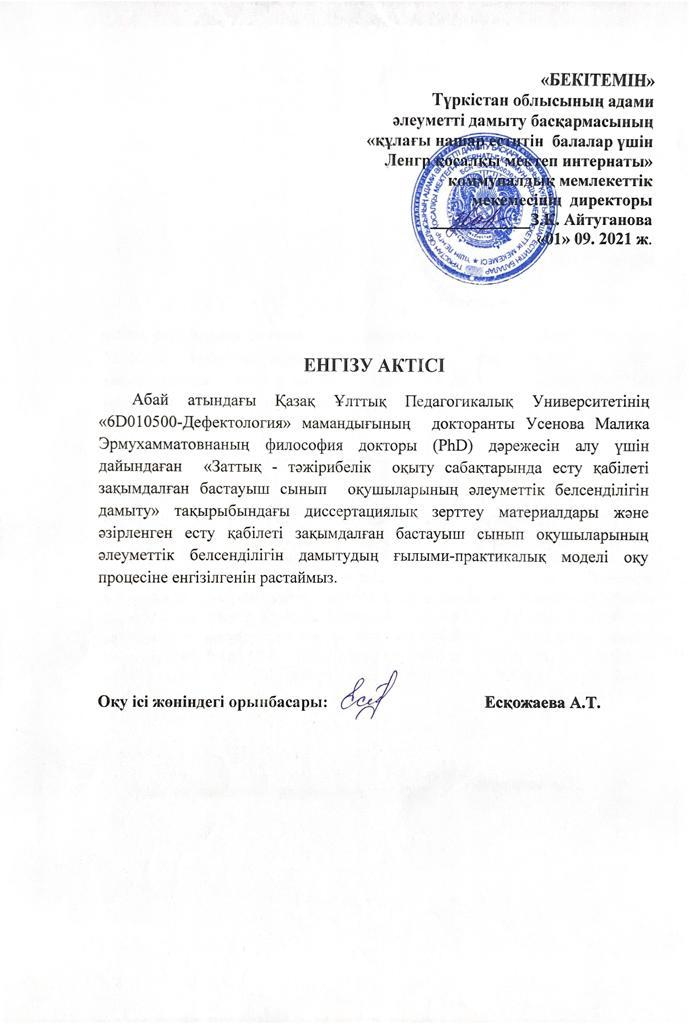 «БЕКІТЕМІН»
Түркістан облысының адами
әлеуетті дамыту басқармасының
«құлағы нашар еститін балалар үшін
Ленгр қосалқы мектеп интернаты»
коммуналдық мемлекеттік
мекемесінің директоры
З.К. Айтуганова
«01» 09. 2021 ж.
ЕНГІЗУ АКТІСІ
Абай атындағы Қазақ Ұлттық Педагогикалық Университетінің
«6D010500-Дефектология» мамандығының докторанты Усенова Малика
Эрмухамматовнаның философия докторы (PhD) дәрежесін алу үшін
дайындаған «Заттық - тәжірибелік оқыту сабақтарында есту қабілеті
зақымдалған бастауыш сынып оқушыларының әлеуметтік белсенділігін
дамыту» тақырыбындағы диссертациялық зерттеу материалдары және
әзірленген есту қабілеті зақымдалған бастауыш сынып оқушыларының
әлеуметтік белсенділігін дамытудың ғылыми-практикалық моделі оқу
процесіне енгізілгенін растаймыз.
Оқу ісі жөніндегі орынбасары: Есқожаева А.Т.